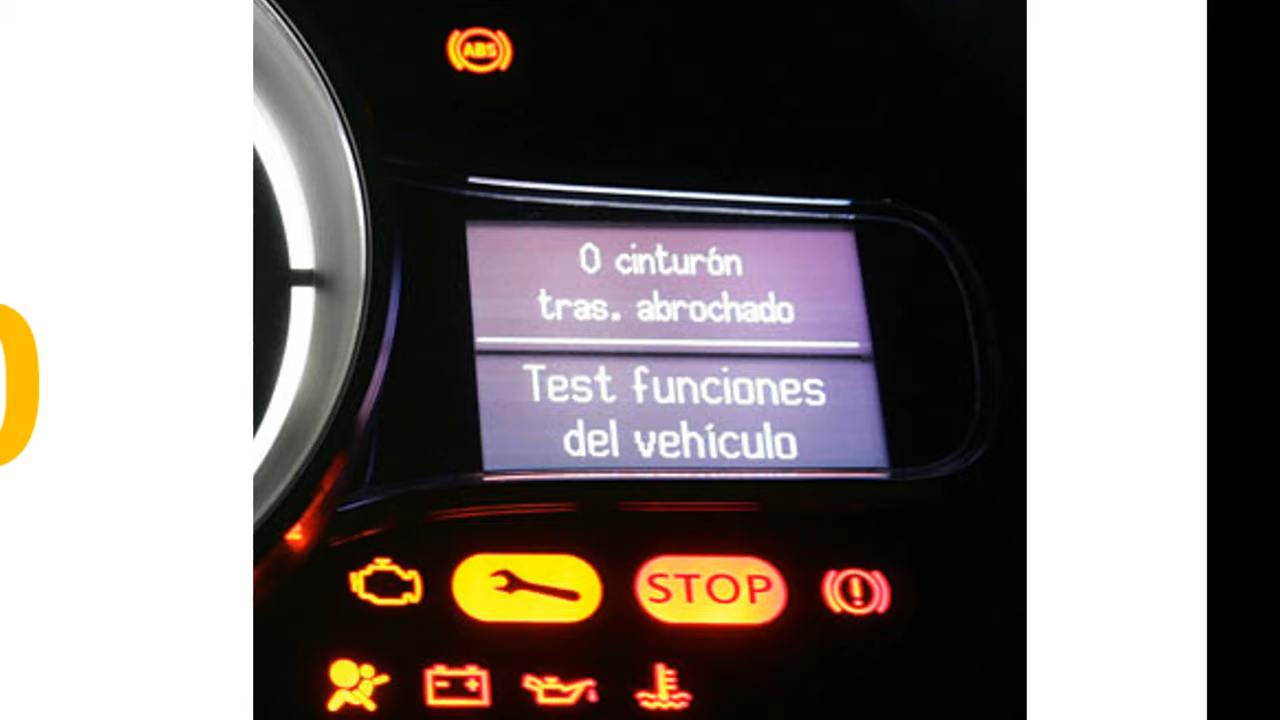 ABS
0 cinturón
tras. abrochado
Test funciones
del vehículo
STOP